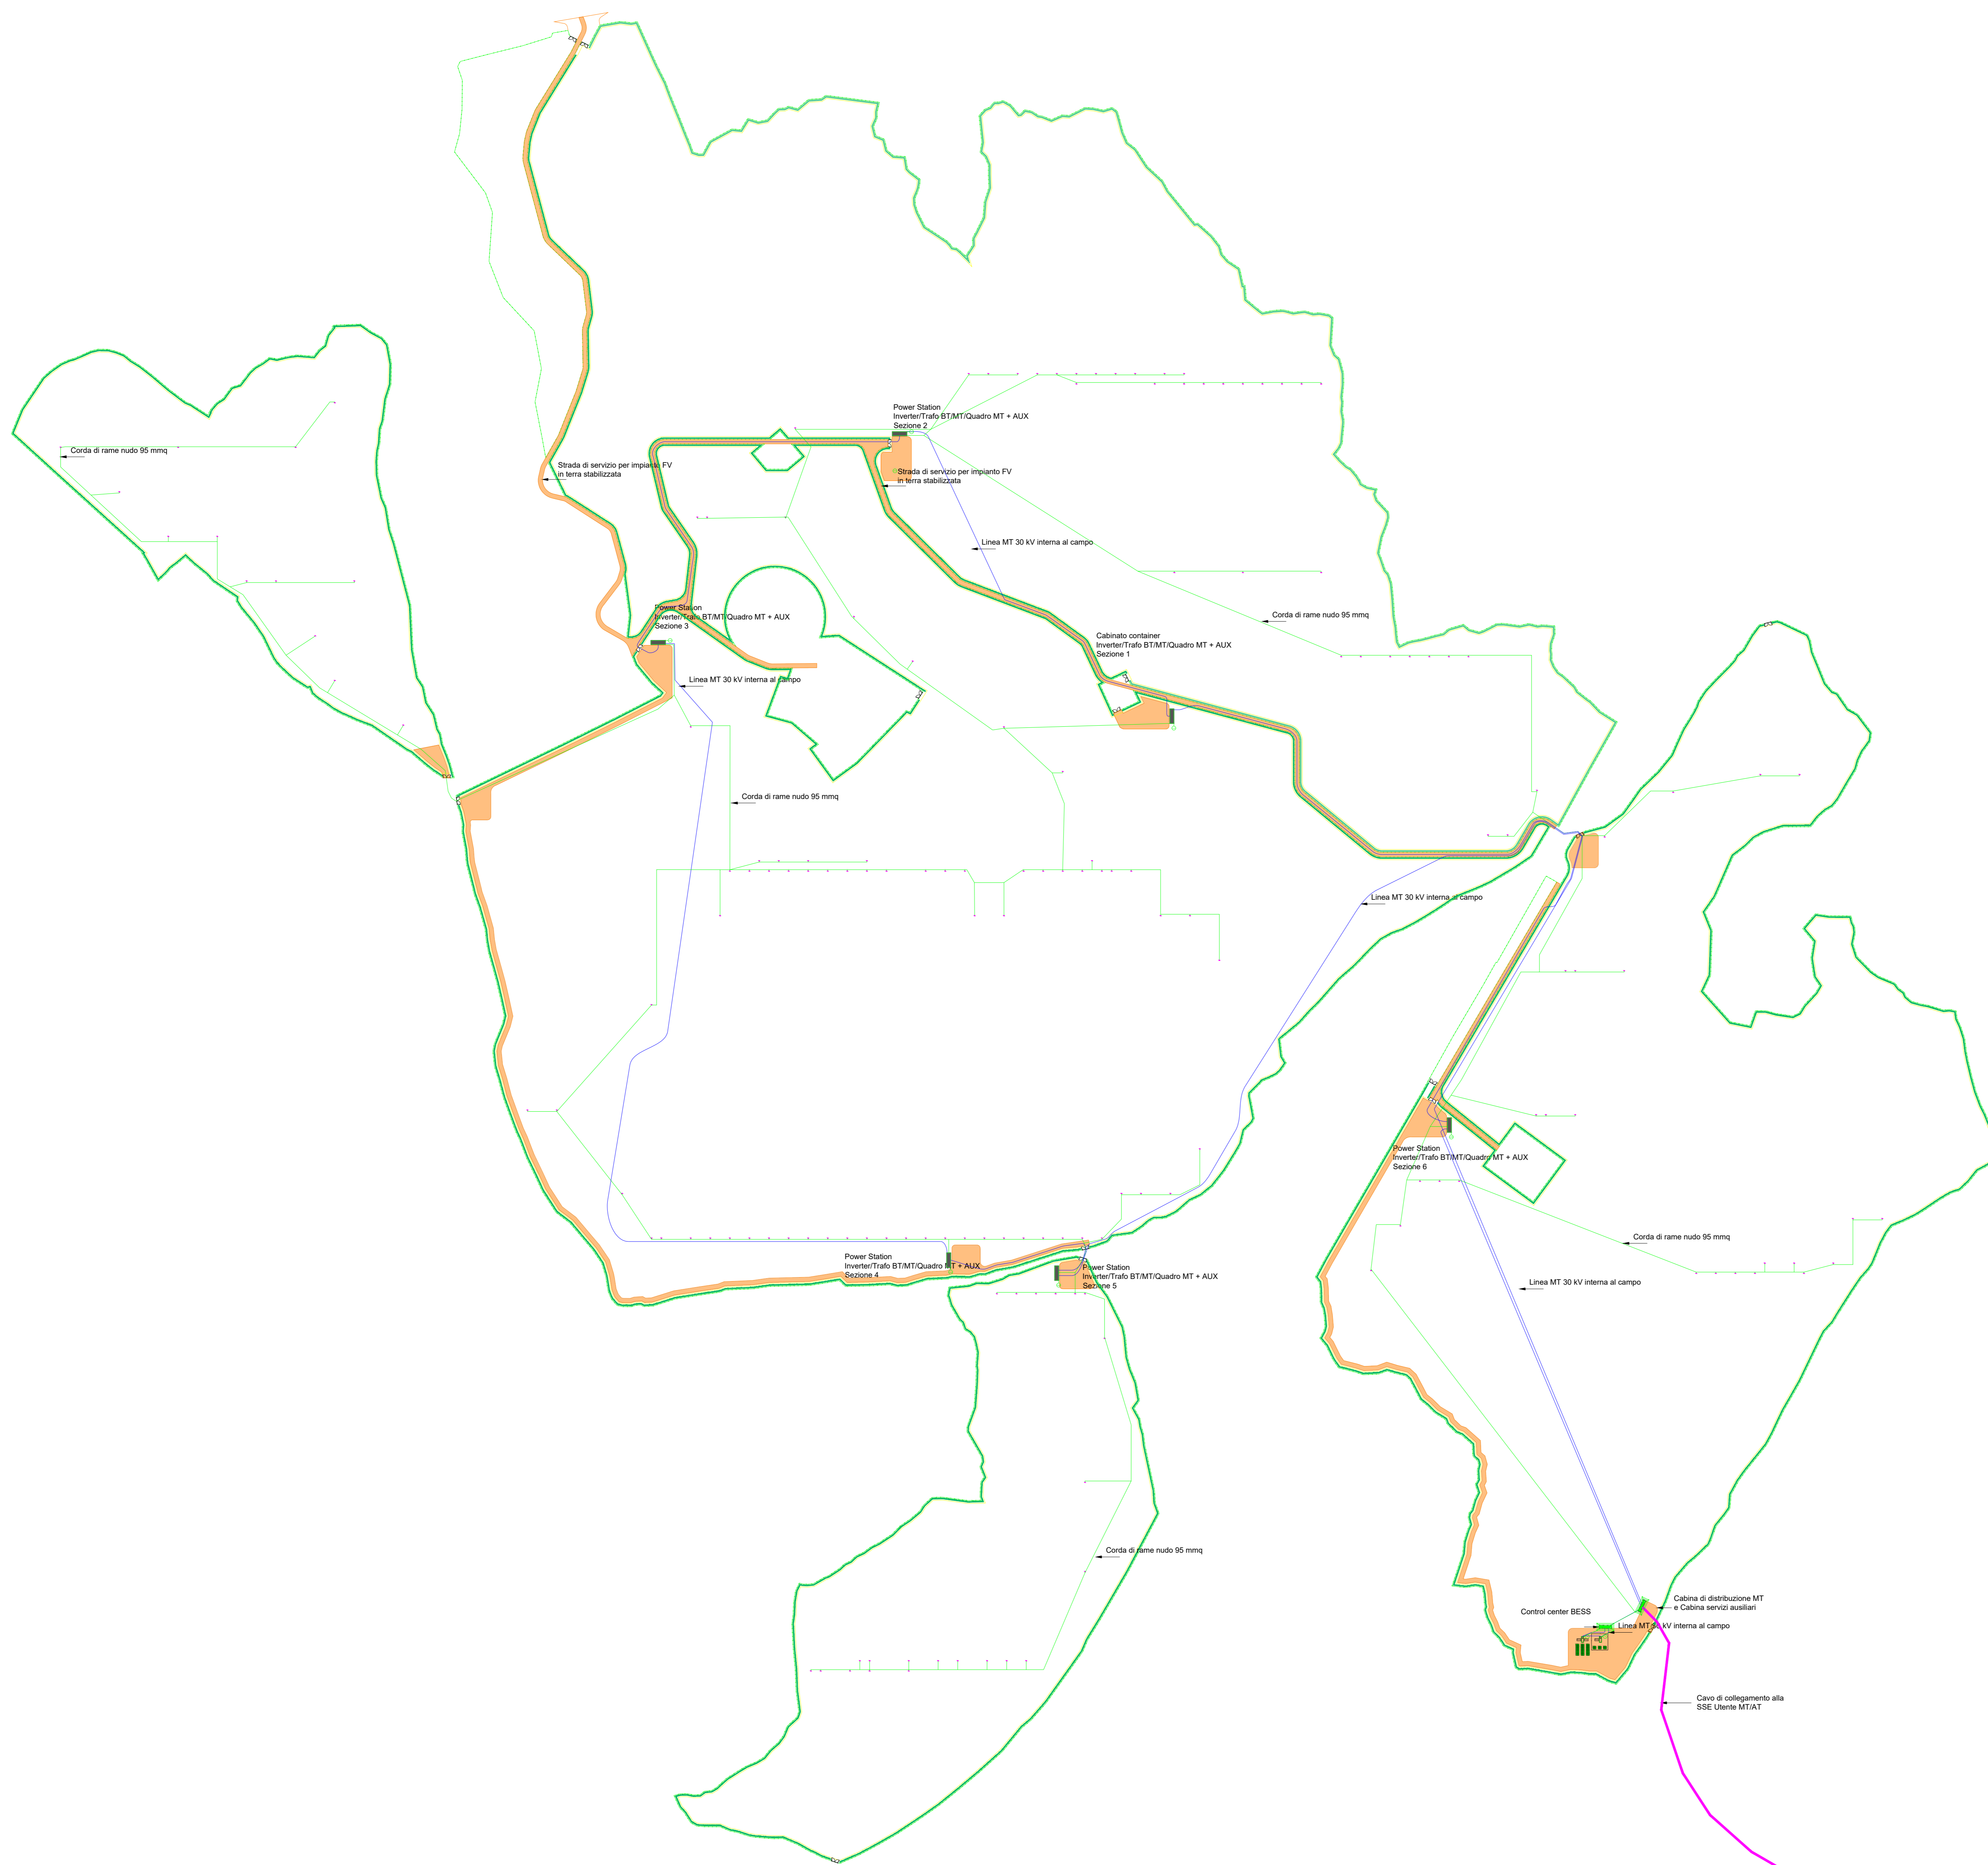 Power Station
Inverter/Trafo BT/MT/Quadro MT + AUX
Sezione 2
Corda di rame nudo 95 mmq
Strada di servizio per impianto FV
in terra stabilizzata
Strada di servizio per impianto FV
in terra stabilizzata
Linea MT 30 kV interna al campo
Power Station
Inverter/Trafo BT/MT/Quadro MT + AUX
Sezione 3
Corda di rame nudo 95 mmq
Cabinato container
Inverter/Trafo BT/MT/Quadro MT + AUX
Sezione 1
Linea MT 30 kV interna al campo
Corda di rame nudo 95 mmq
Linea MT 30 kV interna al campo
Power Station
Inverter/Trafo BT/MT/Quadro MT + AUX
Sezione 6
Corda di rame nudo 95 mmq
Power Station
Inverter/Trafo BT/MT/Quadro MT + AUX
Sezione 4
Power Station
Inverter/Trafo BT/MT/Quadro MT + AUX
Sezione 5
Linea MT 30 kV interna al campo
Corda di rame nudo 95 mmq
Cabina di distribuzione MT
e Cabina servizi ausiliari
Control center BESS
Linea MT 30 kV interna al campo
Cavo di collegamento alla
SSE Utente MT/AT